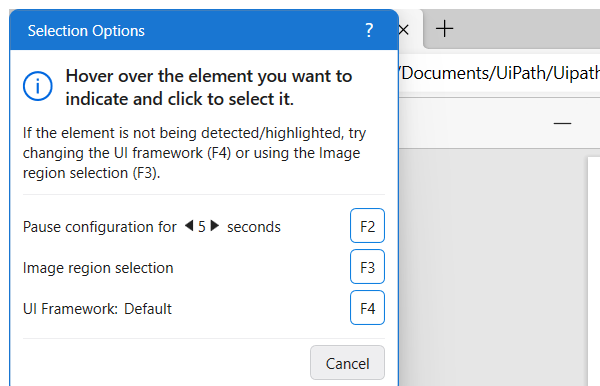 Selection Options ?
Hover over the element you want to
indicate and click to select it.
If the element is not being detected/highlighted, try
changing the UI framework (F4) or using the Image
region selection (F3).
Pause configuration for 5 seconds F2
Image region selection F3
UI Framework: Default F4
Cancel
/Documents/UiPath/Uipath